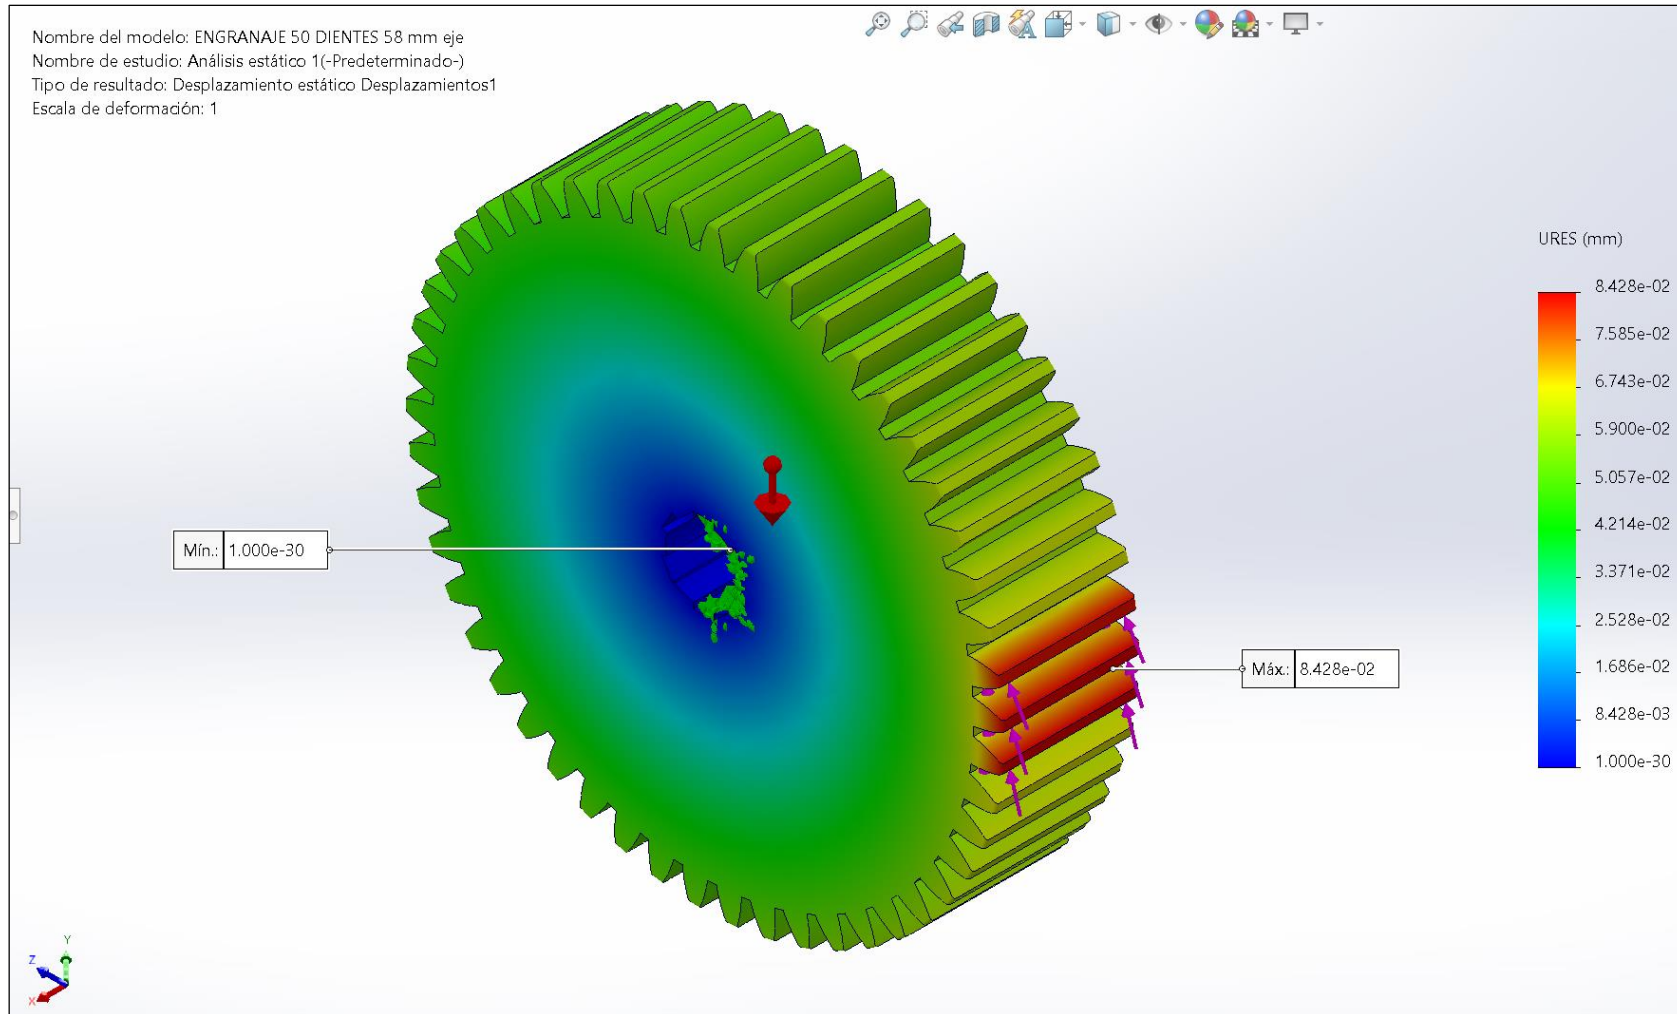 Nombre del modelo: ENGRANAJE 50 DIENTES 58 mm eje
Nombre de estudio: Análisis estático 1(-Predeterminado-)
Tipo de resultado: Desplazamiento estático Desplazamientos1
Escala de deformación: 1
URES (mm)
8.428e-02
7.585e-02
6.743e-02
5.900e-02
5.057e-02
4.214e-02
3.371e-02
2.528e-02
1.686e-02
8.428e-03
1.000e-30
Mín.: 1.000e-30
Máx.: 8.428e-02
Y
Z
X